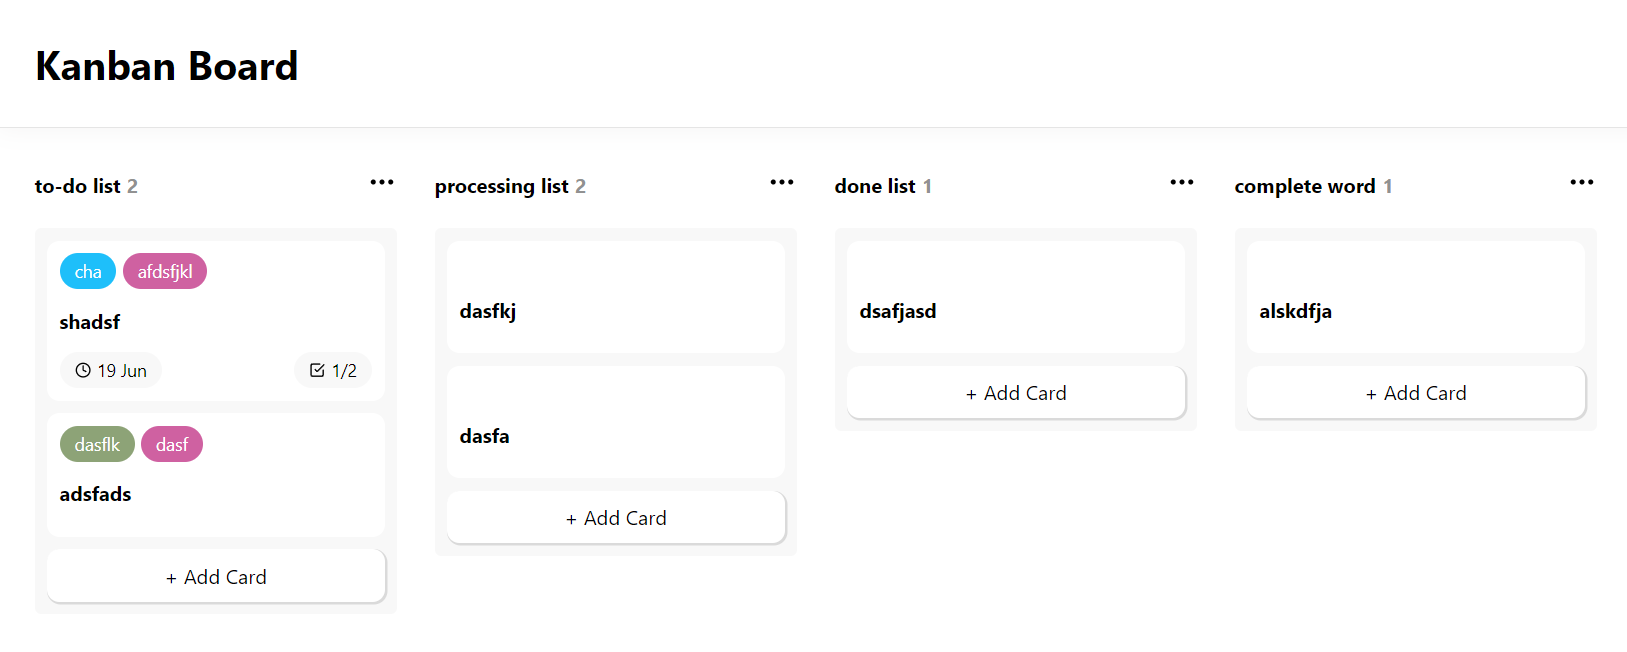 Kanban Board
to-do list 2
cha afdsfjkl
shadsf
19 Jun 1/2
dasflk dasf
adsfads
+ Add Card
processing list 2
dasfkj
dasfa
+ Add Card
done list 1
dsafjasd
+ Add Card
complete word 1
alskdfja
+ Add Card